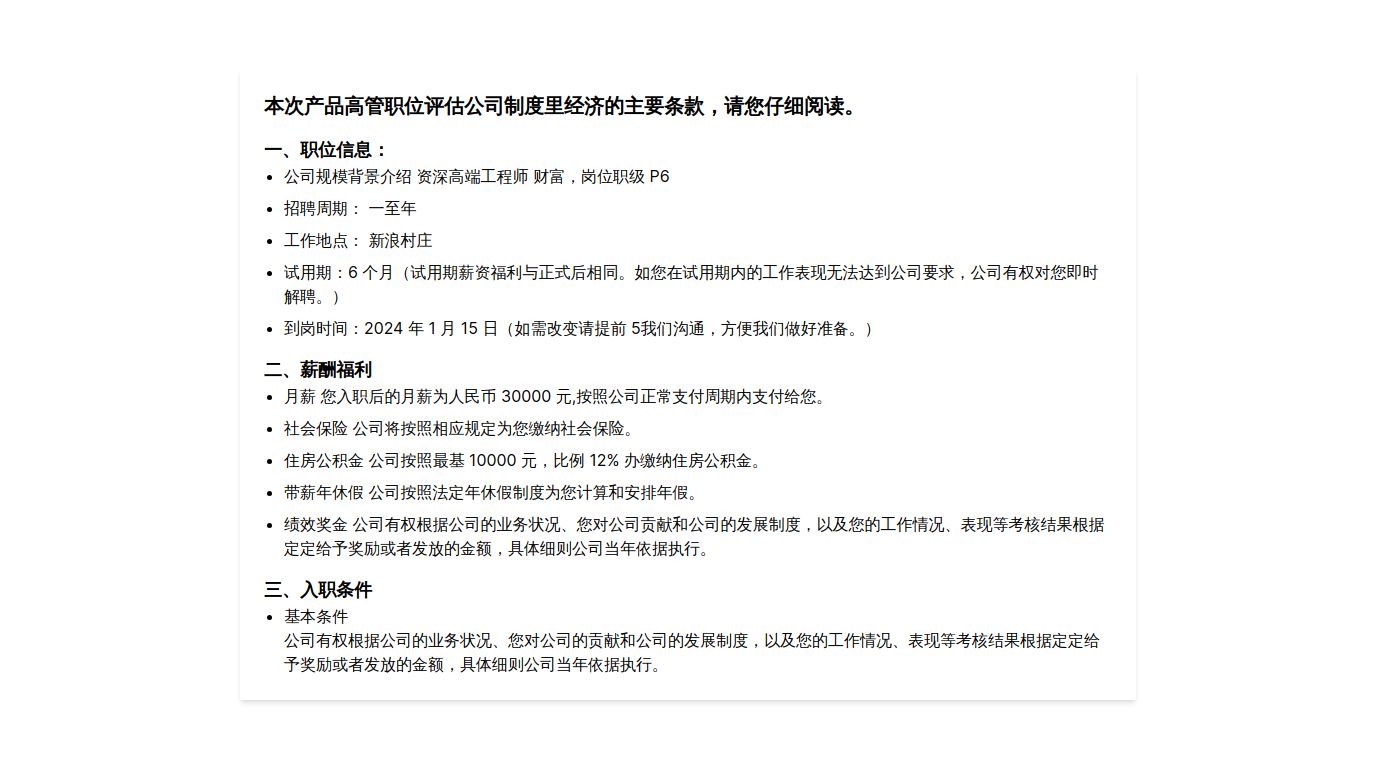 本次产品高管职位评估公司制度里经济的主要条款，请您仔细阅读。
一、职位信息：
公司规模背景介绍 资深高端工程师 财富，岗位职级 P6
招聘周期： 一至年
工作地点： 新浪村庄
试用期：6 个月（试用期薪资福利与正式后相同。如您在试用期内的工作表现无法达到公司要求，公司有权对您即时
解聘。）
到岗时间：2024 年 1 月 15 日（如需改变请提前 5我们沟通，方便我们做好准备。）
二、薪酬福利
月薪 您入职后的月薪为人民币 30000 元,按照公司正常支付周期内支付给您。
社会保险 公司将按照相应规定为您缴纳社会保险。
住房公积金 公司按照最基 10000 元，比例 12% 办缴纳住房公积金。
带薪年休假 公司按照法定年休假制度为您计算和安排年假。
绩效奖金 公司有权根据公司的业务状况、您对公司贡献和公司的发展制度，以及您的工作情况、表现等考核结果根据
定定给予奖励或者发放的金额，具体细则公司当年依据执行。
三、入职条件
基本条件
公司有权根据公司的业务状况、您对公司的贡献和公司的发展制度，以及您的工作情况、表现等考核结果根据定定给
予奖励或者发放的金额，具体细则公司当年依据执行。